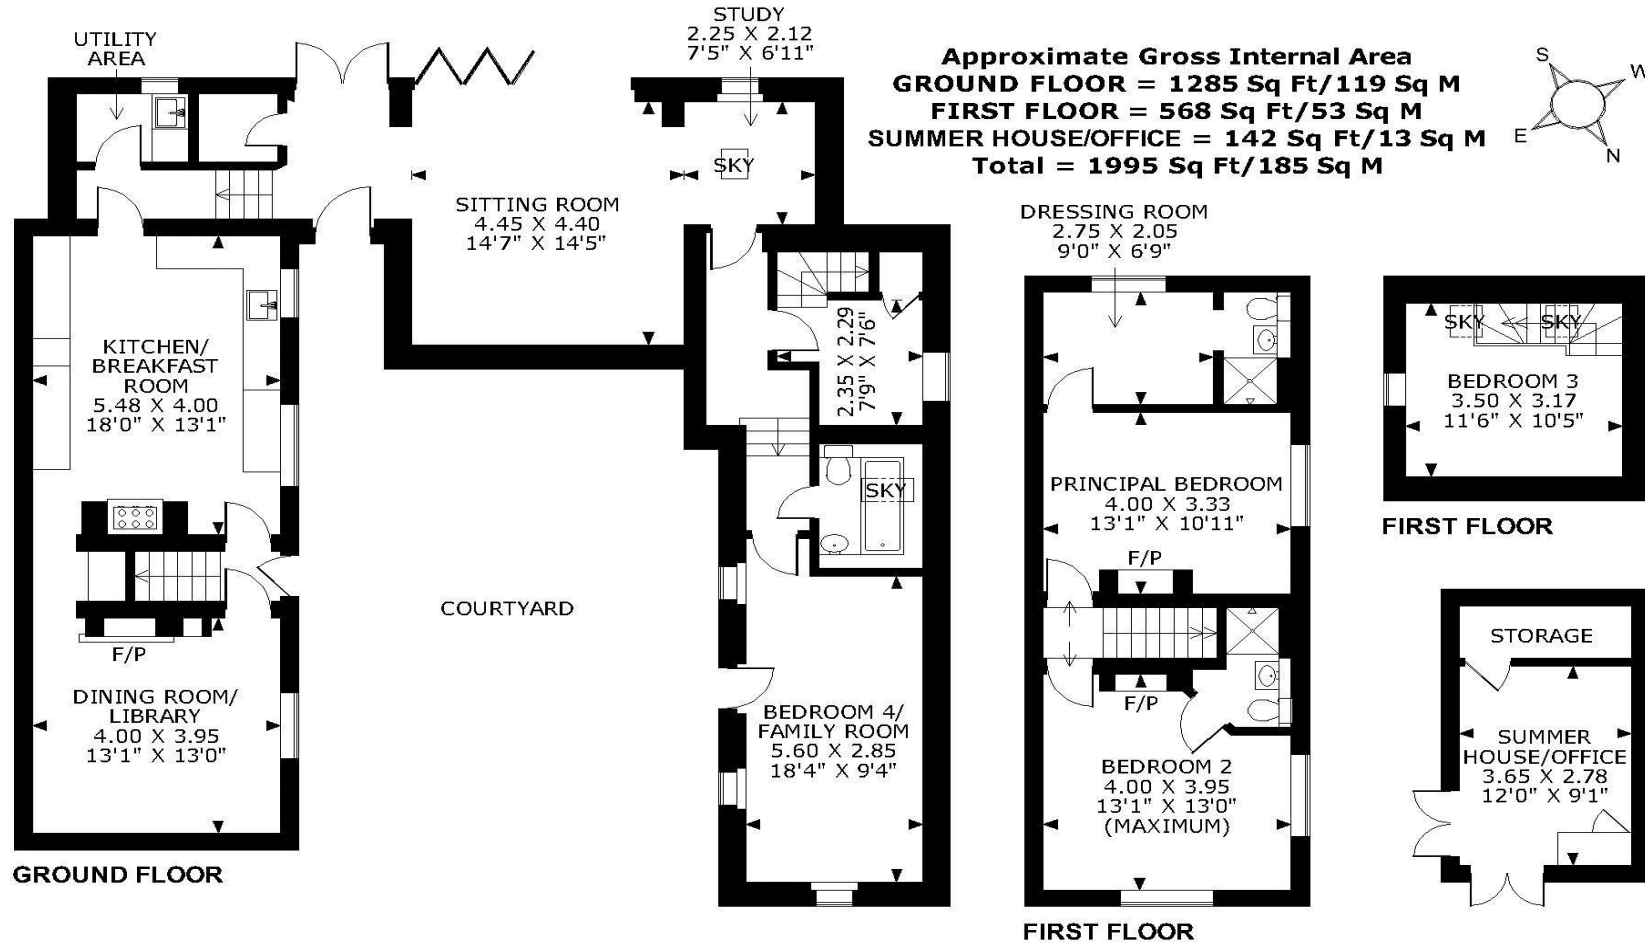 UTILITY
AREA
STUDY
2.25 X 2.12
7'5" X 6'11"
SKY
SITTING ROOM
4.45 X 4.40
14'7" X 14'5"
Approximate Gross Internal Area
GROUND FLOOR = 1285 Sq Ft/119 Sq M
FIRST FLOOR = 568 Sq Ft/53 Sq M
SUMMER HOUSE/OFFICE = 142 Sq Ft/13 Sq M
Total = 1995 Sq Ft/185 Sq M
S
W
E
N
KITCHEN/
BREAKFAST
ROOM
5.48 X 4.00
18'0" X 13'1"
2.35 X 2.29
7'9" X 7'6"
SKY
COURTYARD
F/P
DINING ROOM/
LIBRARY
4.00 X 3.95
13'1" X 13'0"
BEDROOM 4/
FAMILY ROOM
5.60 X 2.85
18'4" X 9'4"
GROUND FLOOR
DRESSING ROOM
2.75 X 2.05
9'0" X 6'9"
PRINCIPAL BEDROOM
4.00 X 3.33
13'1" X 10'11"
F/P
F/P
BEDROOM 2
4.00 X 3.95
13'1" X 13'0"
(MAXIMUM)
FIRST FLOOR
SKY
SKY
BEDROOM 3
3.50 X 3.17
11'6" X 10'5"
FIRST FLOOR
STORAGE
SUMMER
HOUSE/OFFICE
3.65 X 2.78
12'0" X 9'1"